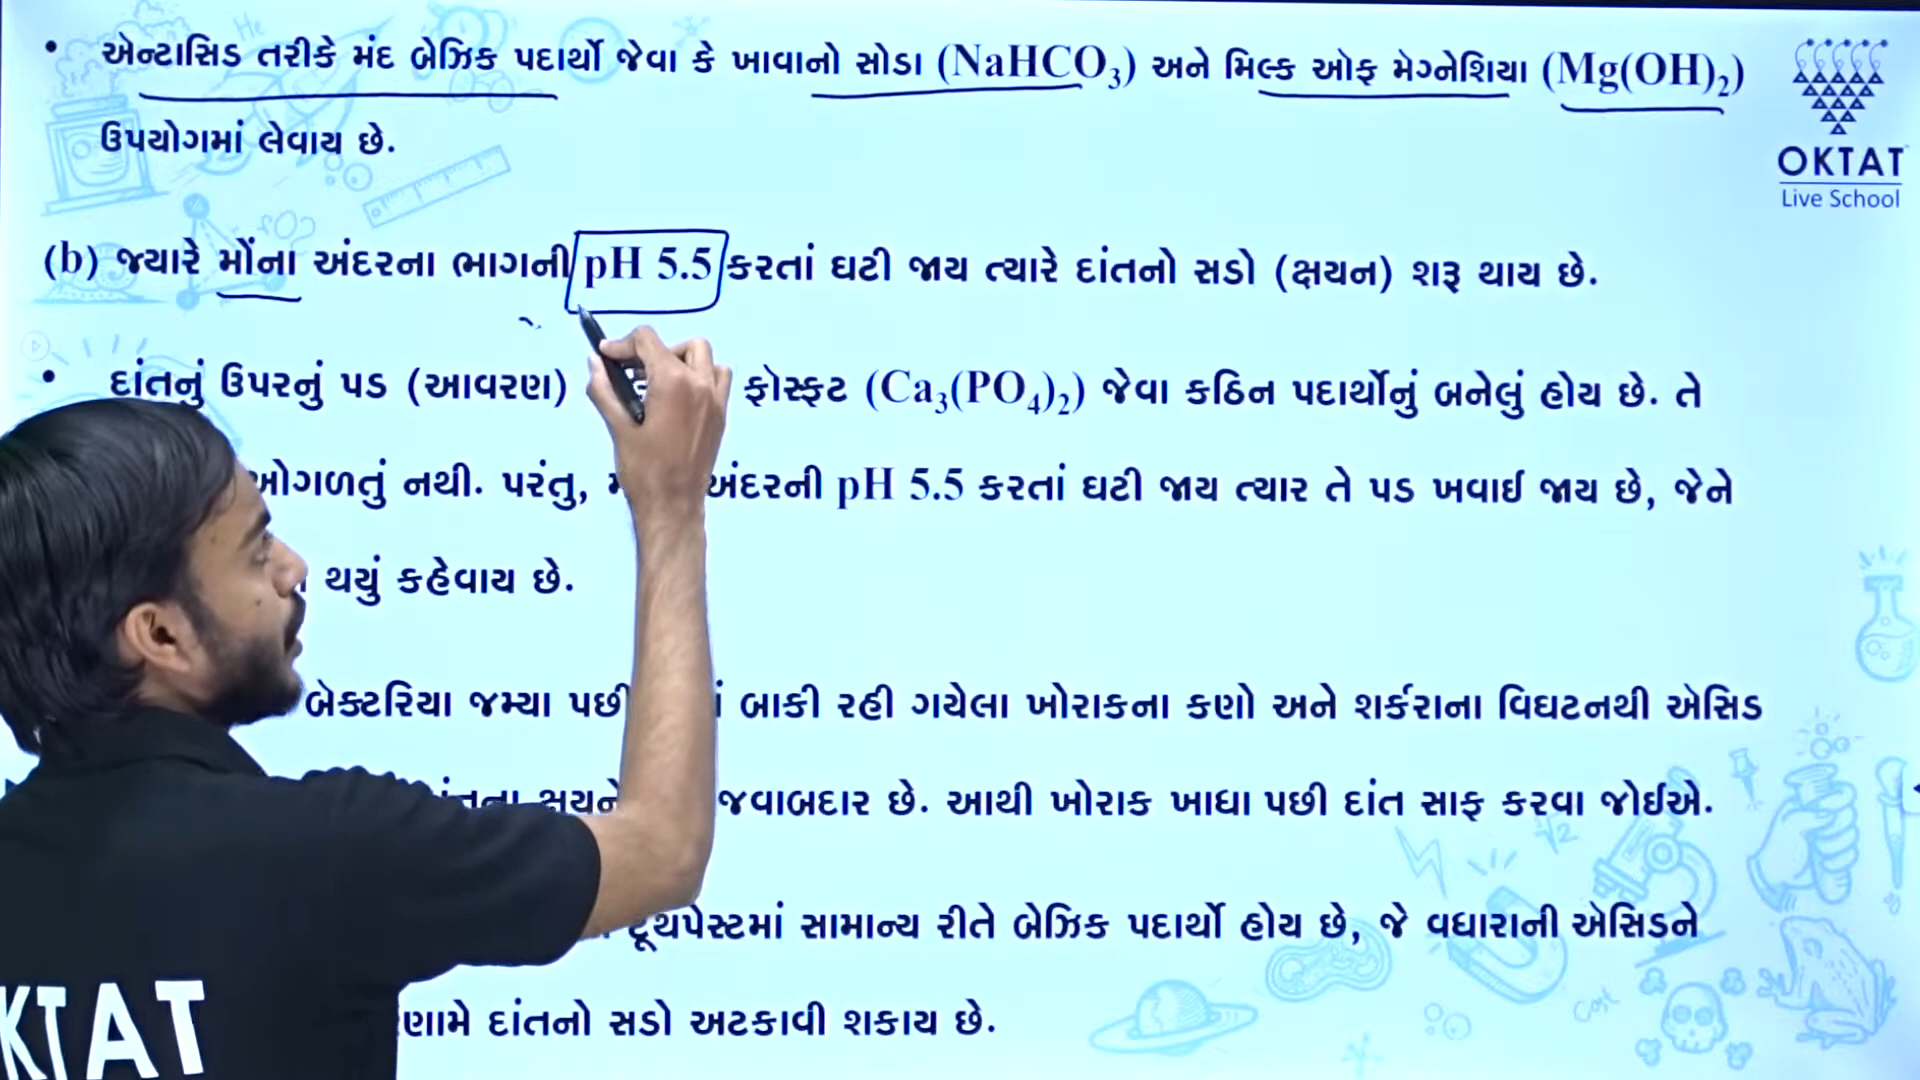 • એન્ટાસિડ તરીકે મંદ બેઝિક પદાર્થો જેવા કે ખાવાનો સોડા (NaHCO₃) અને મિલ્ક ઓફ મેગ્નેશિયા (Mg(OH)₂)
ઉપયોગમાં લેવાય છે.
OKTAT
Live School
(b) જ્યારે મોંના અંદરના ભાગની pH 5.5 કરતાં ઘટી જાય ત્યારે દાંતનો સડો (ક્ષયન) શરૂ થાય છે.
• દાંતનું ઉપરનું પડ (આવરણ) ફોસ્ફટ (Ca₃(PO₄)₂) જેવા કઠિન પદાર્થોનું બનેલું હોય છે. તે
ઓગળતું નથી. પરંતુ, અંદરની pH 5.5 કરતાં ઘટી જાય ત્યાર તે પડ ખવાઈ જાય છે, જેને
થયું કહેવાય છે.
બેક્ટરિયા જમ્યા પછી બાકી રહી ગયેલા ખોરાકના કણો અને શર્કરાના વિઘટનથી એસિડ
જવાબદાર છે. આથી ખોરાક ખાધા પછી દાંત સાફ કરવા જોઈએ.
ટૂથપેસ્ટમાં સામાન્ય રીતે બેઝિક પદાર્થો હોય છે, જે વધારાની એસિડને
દાંતનો સડો અટકાવી શકાય છે.
KTAT